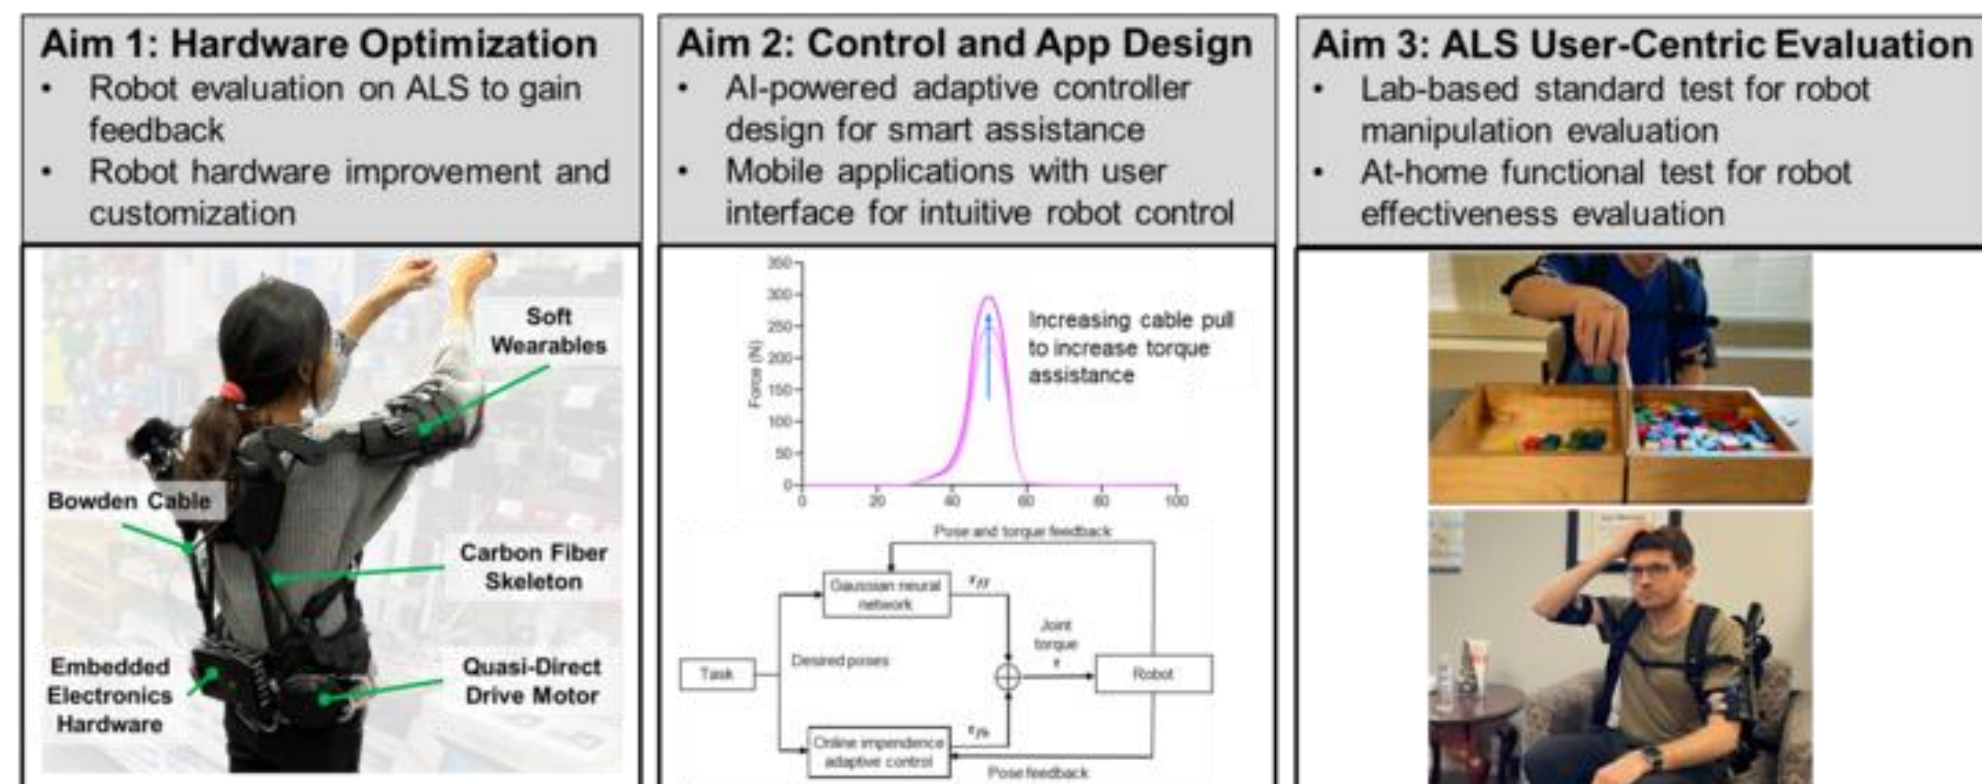 Aim 1: Hardware Optimization
• Robot evaluation on ALS to gain
feedback
• Robot hardware improvement and
customization
Soft
Wearables
Bowden Cable
Carbon Fiber
Skeleton
Embedded
Electronics
Hardware
Quasi-Direct
Drive Motor
Aim 2: Control and App Design
• AI-powered adaptive controller
design for smart assistance
• Mobile applications with user
interface for intuitive robot control
Force (N)
350
300
250
200
150
100
50
0
0 20 40 60 80 100
Increasing cable pull
to increase torque
assistance
Pose and torque feedback
Gaussian neural
network
τff
Joint
torque
τ
Task
Desired poses
Robot
Online impendence
adaptive control
τfb
Pose feedback
Aim 3: ALS User-Centric Evaluation
• Lab-based standard test for robot
manipulation evaluation
• At-home functional test for robot
effectiveness evaluation